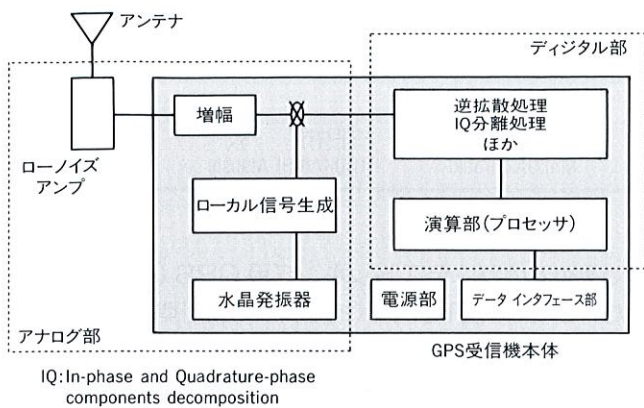 アンテナ
ディジタル部
増幅
逆拡散処理
IQ分離処理
ほか
ローノイズ
アンプ
ローカル信号生成
演算部(プロセッサ)
水晶発振器
電源部
データ インタフェース部
アナログ部
GPS受信機本体
IQ:In-phase and Quadrature-phase
components decomposition